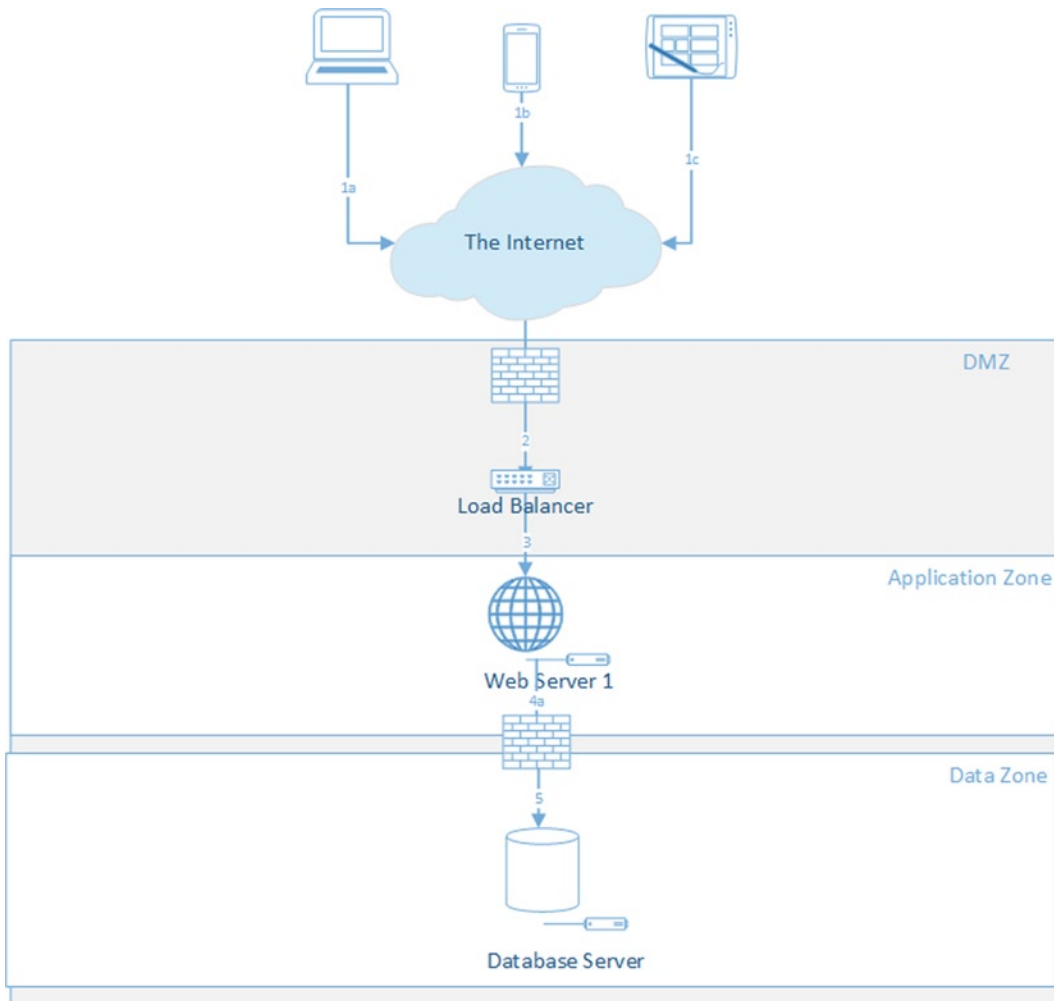 1b
1c
1a
The Internet
DMZ
2
Load Balancer
3
Application Zone
Web Server 1
4a
Data Zone
5
Database Server